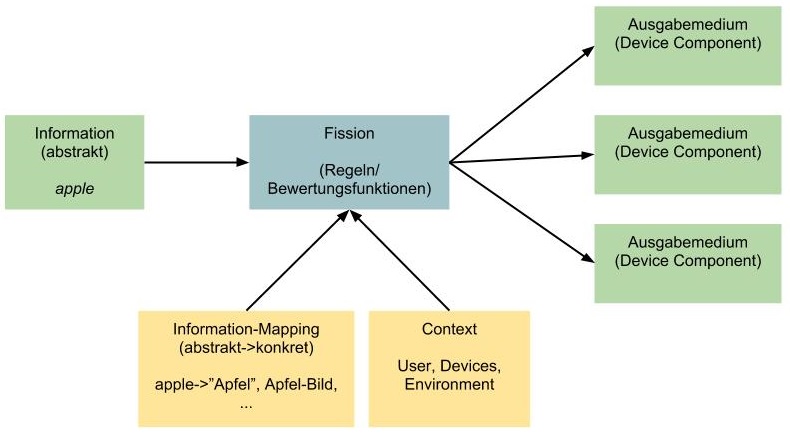 Information
(abstrakt)
apple
Fission
(Regeln/
Bewertungsfunktionen)
Ausgabemedium
(Device Component)
Ausgabemedium
(Device Component)
Ausgabemedium
(Device Component)
Information-Mapping
(abstrakt->konkret)
apple->”Apfel”, Apfel-Bild,
...
Context
User, Devices,
Environment